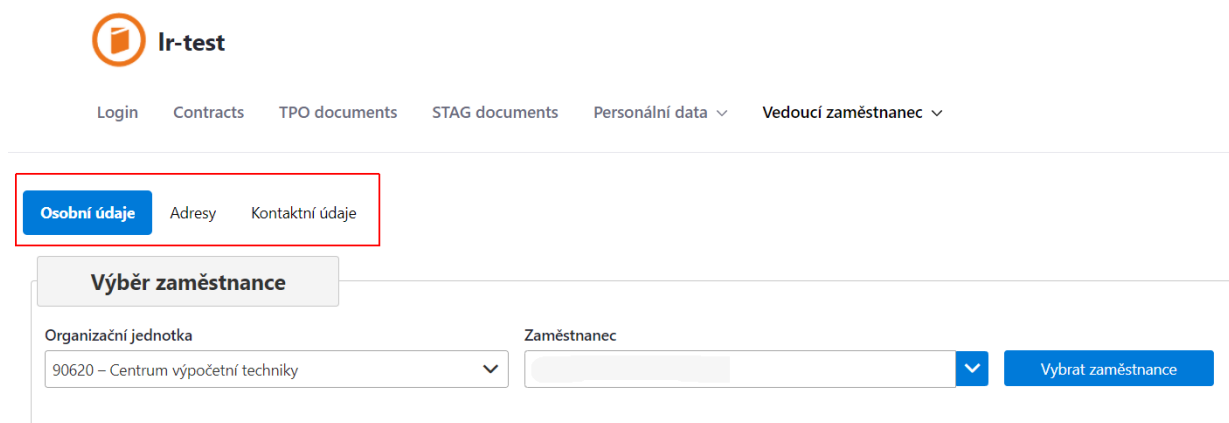 lr-test
Login Contracts TPO documents STAG documents Personální data Vedoucí zaměstnanec
Osobní údaje Adresy Kontaktní údaje
Výběr zaměstnance
Organizační jednotka Zaměstnanec
90620 – Centrum výpočetní techniky Vybrat zaměstnance